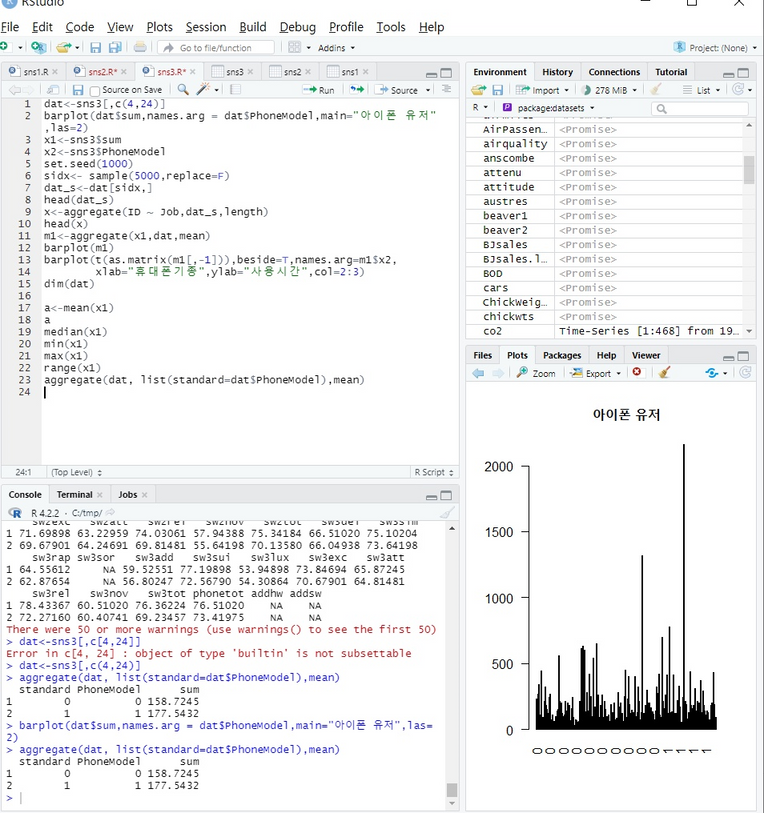 RStudio
File Edit Code View Plots Session Build Debug Profile Tools Help
Go to file/function Addins Project: (None)
sns1.R sns2.R* sns3.R* sns3 sns2 sns1
Source on Save Run Source
1 dat<-sns3[,c(4,24)]
2 barplot(dat$sum,names.arg = dat$PhoneModel,main="아이폰 유저"
,las=2)
3 x1<-sns3$sum
4 x2<-sns3$PhoneModel
5 set.seed(1000)
6 sidx<- sample(5000,replace=F)
7 dat_s<-dat[sidx,]
8 head(dat_s)
9 x<-aggregate(ID ~ Job,dat_s,length)
10 head(x)
11 m1<-aggregate(x1,dat,mean)
12 barplot(m1)
13 barplot(t(as.matrix(m1[,-1])),beside=T,names.arg=m1$x2,
14 xlab="휴대폰기종",ylab="사용시간",col=2:3)
15 dim(dat)
16
17 a<-mean(x1)
18 a
19 median(x1)
20 min(x1)
21 max(x1)
22 range(x1)
23 aggregate(dat, list(standard=dat$PhoneModel),mean)
24
24:1 (Top Level) R Script
Console Terminal Jobs
R 4.2.2 · C:/tmp/
sw2exc sw2att sw2rel sw2nov sw2tot sw3del sw3sim
1 71.69898 63.22959 74.03061 57.94388 75.34184 66.51020 75.10204
2 69.67901 64.24691 69.81481 55.64198 70.13580 66.04938 73.64198
sw3rap sw3sor sw3add sw3sui sw3lux sw3exc sw3att
1 64.55612 NA 59.52551 77.19898 53.94898 73.84694 65.87245
2 62.87654 NA 56.80247 72.56790 54.30864 70.67901 64.81481
sw3rel sw3nov sw3tot phonetot addhw addsw
1 78.43367 60.51020 76.36224 76.51020 NA NA
2 72.27160 60.40741 69.23457 73.41975 NA NA
There were 50 or more warnings (use warnings() to see the first 50)
> dat<-sns3[,c[4,24]]
Error in c[4, 24] : object of type 'builtin' is not subsettable
> dat<-sns3[,c(4,24)]
> aggregate(dat, list(standard=dat$PhoneModel),mean)
standard PhoneModel sum
1 0 0 158.7245
2 1 1 177.5432
> barplot(dat$sum,names.arg = dat$PhoneModel,main="아이폰 유저",las=
2)
> aggregate(dat, list(standard=dat$PhoneModel),mean)
standard PhoneModel sum
1 0 0 158.7245
2 1 1 177.5432
>
Environment History Connections Tutorial
Import 278 MiB List
R package:datasets
AirPassen… <Promise>
airquality <Promise>
anscombe <Promise>
attenu <Promise>
attitude <Promise>
austres <Promise>
beaver1 <Promise>
beaver2 <Promise>
BJsales <Promise>
BJsales.l… <Promise>
BOD <Promise>
cars <Promise>
ChickWeig… <Promise>
chickwts <Promise>
co2 Time-Series [1:468] from 19…
Files Plots Packages Help Viewer
Zoom Export
아이폰 유저
2000
1500
1000
500
0
0 0 0 0 0 0 0 0 0 0 1 1 1 1